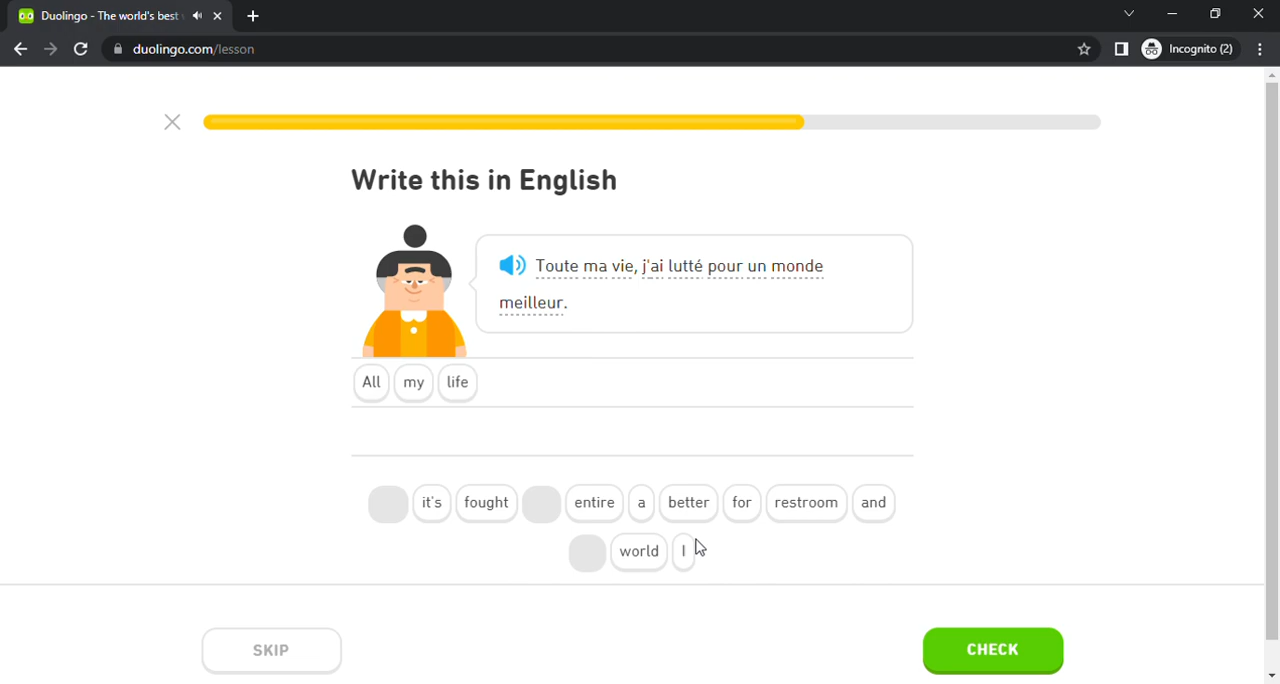 Duolingo - The world's best
duolingo.com/lesson
Incognito (2)
Write this in English
Toute ma vie, j'ai lutté pour un monde
meilleur.
All my life
it's fought entire a better for restroom and
world I
SKIP
CHECK